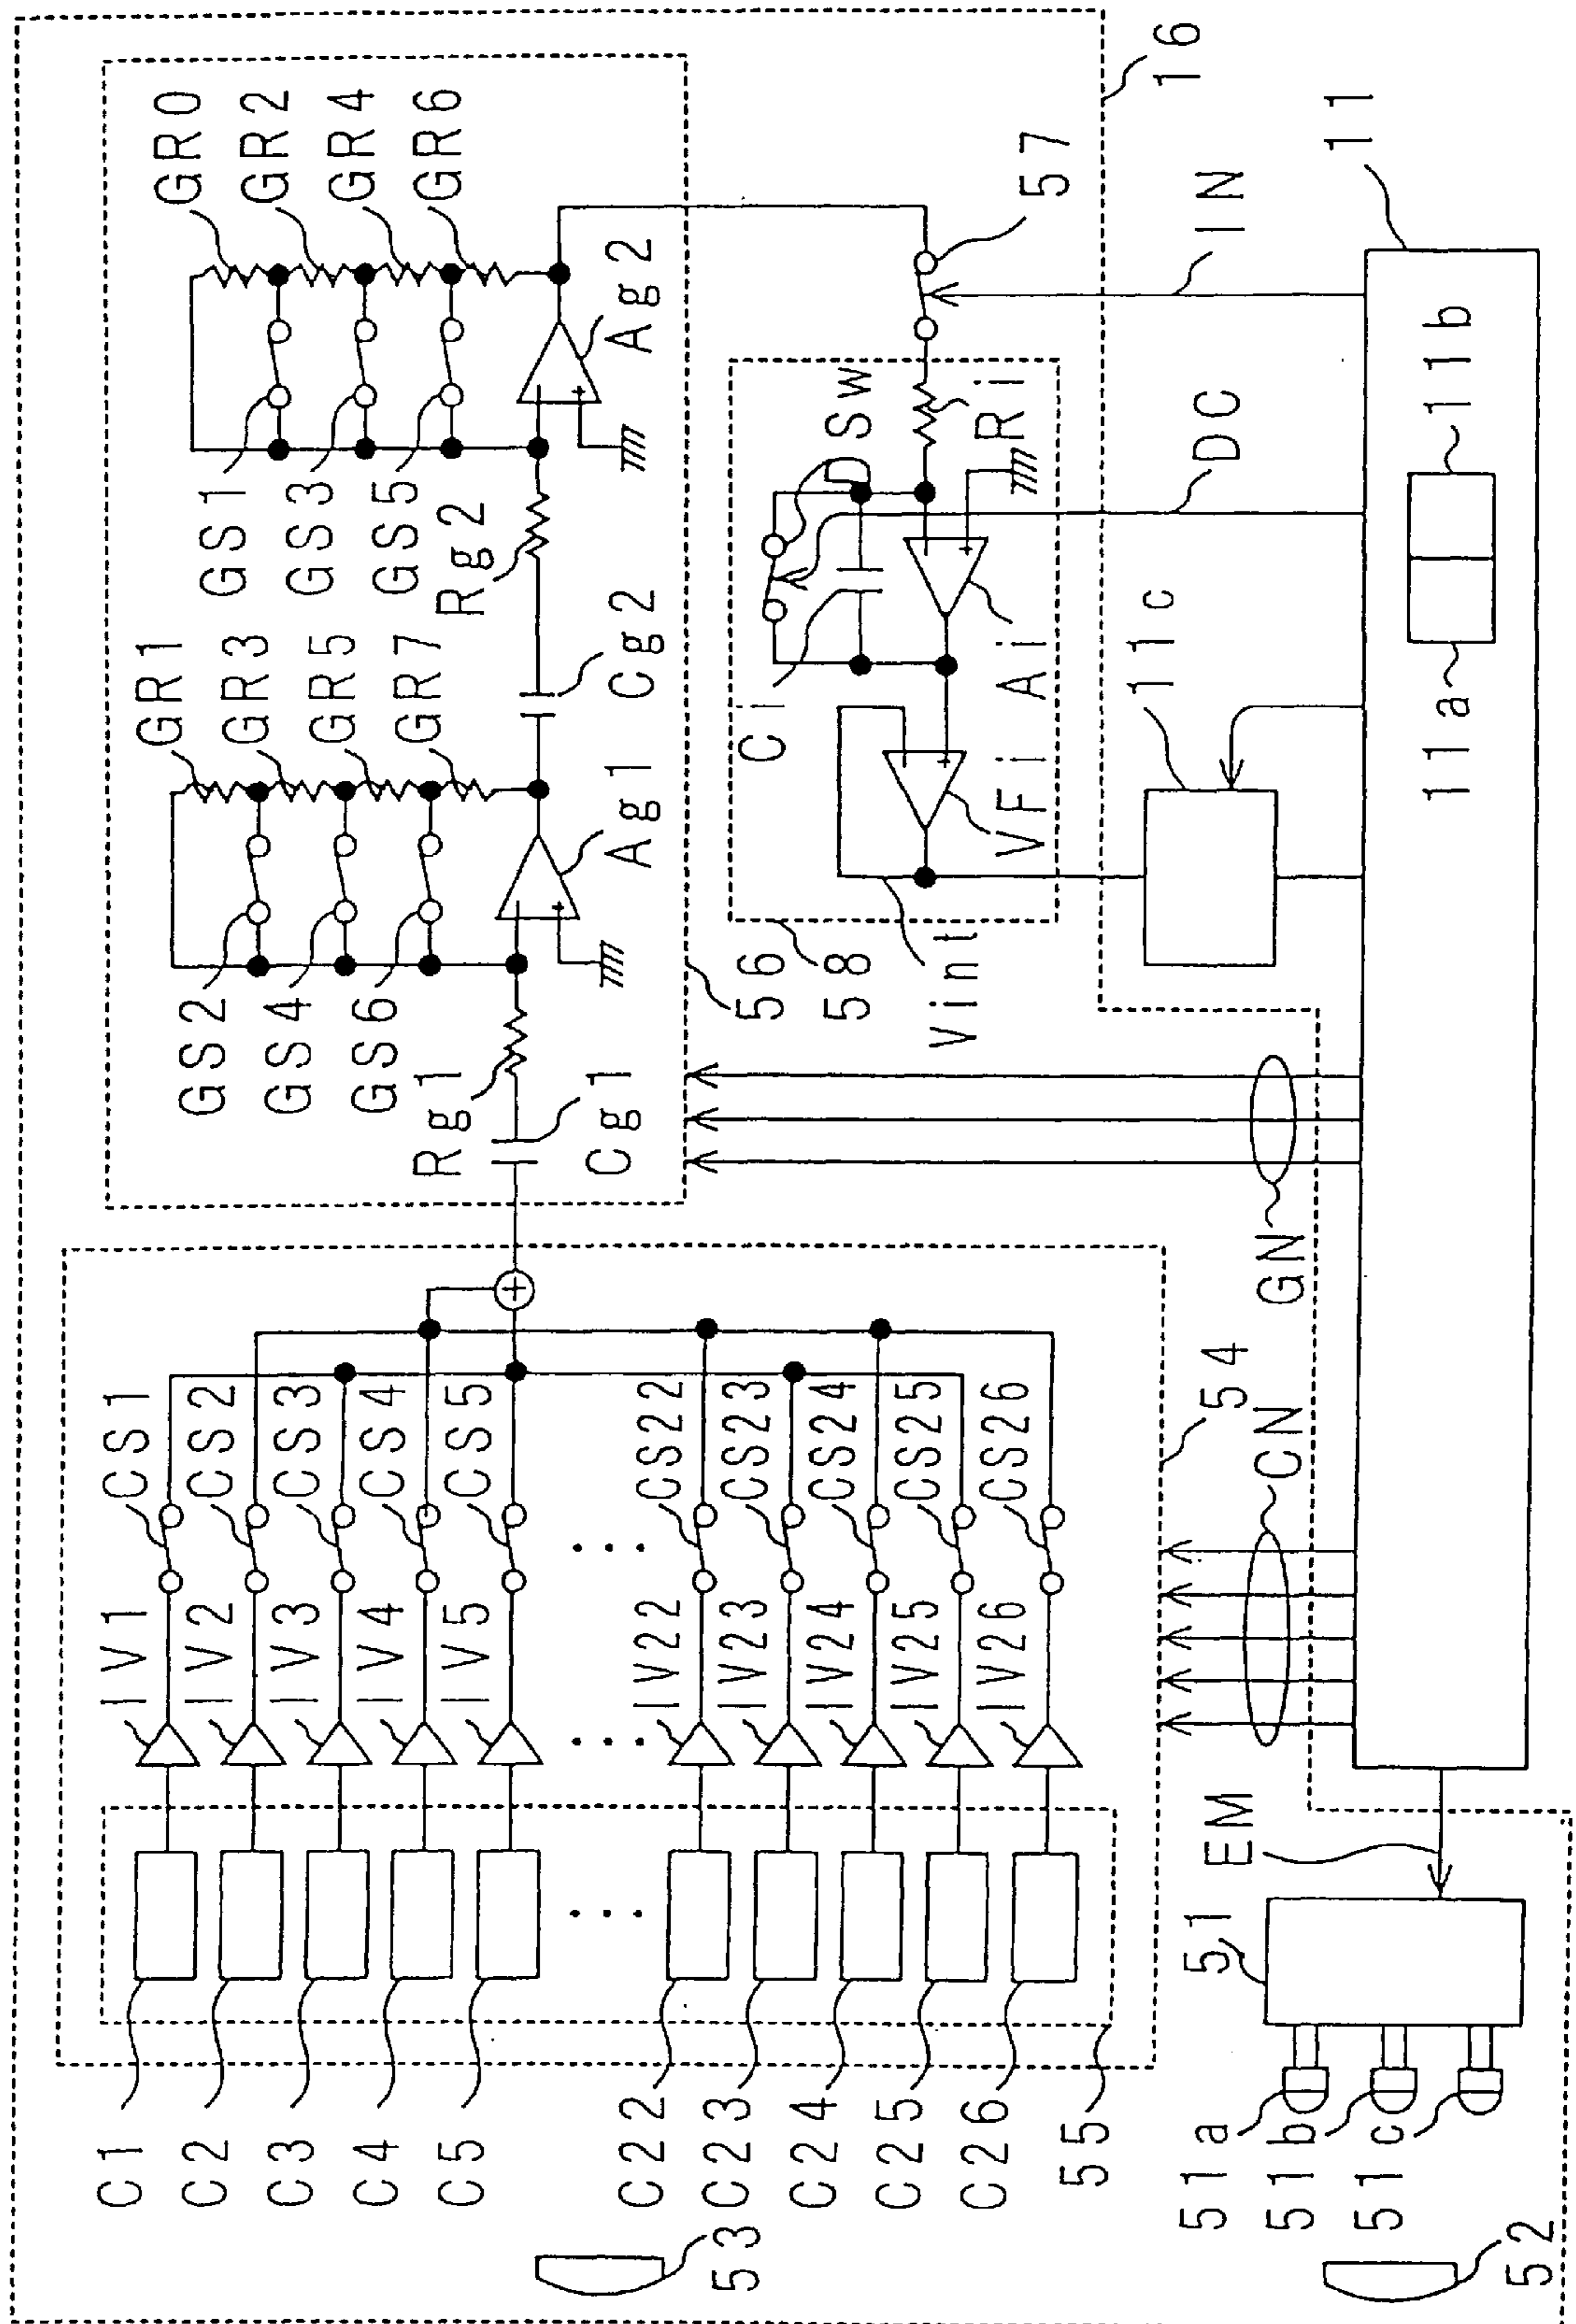 C1
C2
C3
C4
C5
C22
C23
C24
C25
C26
55
53
IV1
IV2
IV3
IV4
IV5
IV22
IV23
IV24
IV25
IV26
CS1
CS2
CS3
CS4
CS5
CS22
CS23
CS24
CS25
CS26
54
Rg1
Cg1
GS2
GS4
GS6
GR1
GR3
GR5
GR7
Ag1
Cg2
Rg2
GS1
GS3
GS5
GR0
GR2
GR4
GR6
Ag2
56
58
Vint
VFi
Ai
Ci
DSw
Ri
57
16
IN
DC
11
11a
11b
11c
GN
CN
EM
51
51a
51b
51c
52